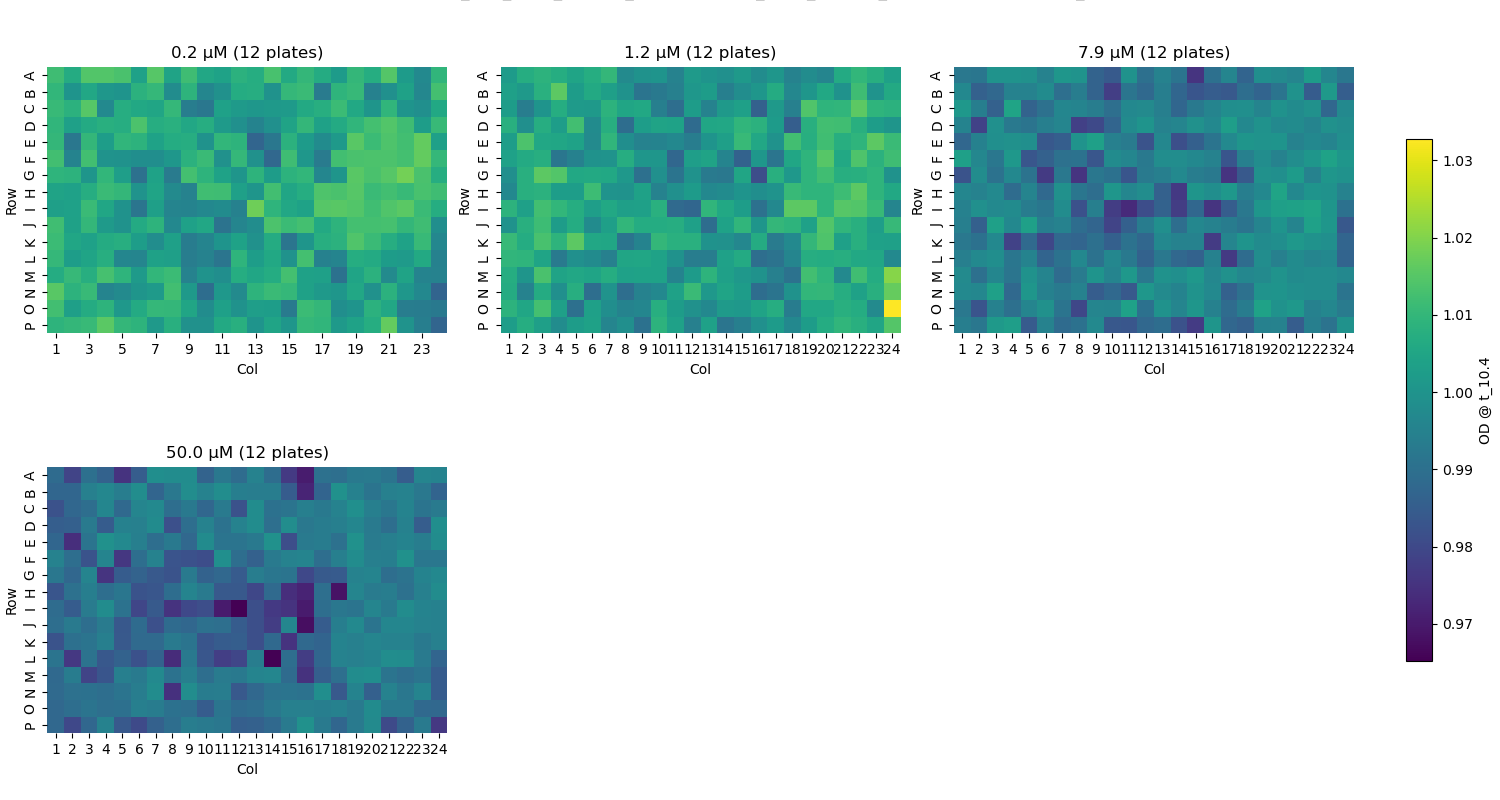 0.2 µM (12 plates)
1.2 µM (12 plates)
7.9 µM (12 plates)
Row
A
B
C
D
E
F
G
H
I
J
K
L
M
N
O
P
1 3 5 7 9 11 13 15 17 19 21 23
Col
Row
A
B
C
D
E
F
G
H
I
J
K
L
M
N
O
P
1 2 3 4 5 6 7 8 9 10 11 12 13 14 15 16 17 18 19 20 21 22 23 24
Col
Row
A
B
C
D
E
F
G
H
I
J
K
L
M
N
O
P
1 2 3 4 5 6 7 8 9 10 11 12 13 14 15 16 17 18 19 20 21 22 23 24
Col
1.03
1.02
1.01
1.00
0.99
0.98
0.97
OD @ t_10.4
50.0 µM (12 plates)
Row
A
B
C
D
E
F
G
H
I
J
K
L
M
N
O
P
1 2 3 4 5 6 7 8 9 10 11 12 13 14 15 16 17 18 19 20 21 22 23 24
Col